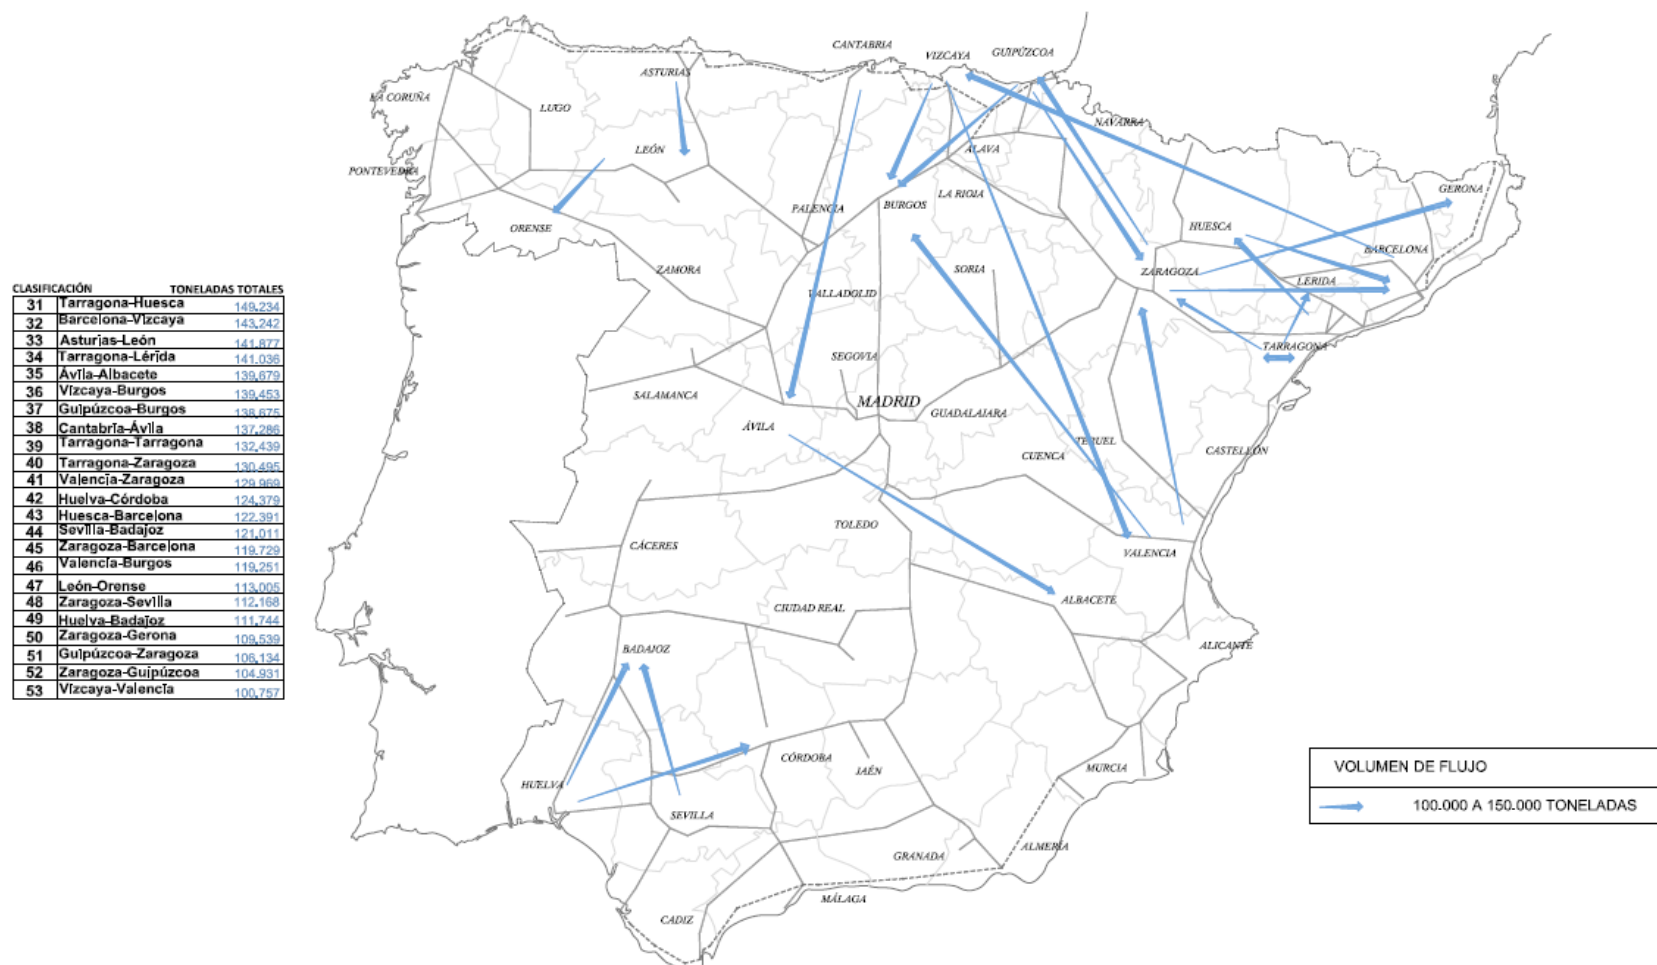 CANTABRIA
VIZCAYA
GUIPÚZCOA
ASTURIAS
LA CORUÑA
LUGO
NAVARRA
LEÓN
ALAVA
PONTEVEDRA
GERONA
LA RIOJA
PALENCIA
BURGOS
ORENSE
HUESCA
BARCELONA
ZAMORA
SORIA
ZARAGOZA
LERIDA
VALLADOLID
CLASIFICACIÓN TONELADAS TOTALES
31 Tarragona-Huesca 149.234
32 Barcelona-Vizcaya 143.242
33 Asturias-León 141.877
34 Tarragona-Lérida 141.036
35 Ávila-Albacete 139.679
36 Vizcaya-Burgos 139.453
37 Guipúzcoa-Burgos 138.675
38 Cantabria-Ávila 137.286
39 Tarragona-Tarragona 132.439
40 Tarragona-Zaragoza 130.495
41 Valencia-Zaragoza 129.969
42 Huelva-Córdoba 124.379
43 Huesca-Barcelona 122.391
44 Sevilla-Badajoz 121.011
45 Zaragoza-Barcelona 119.729
46 Valencia-Burgos 119.251
47 León-Orense 113.005
48 Zaragoza-Sevilla 112.168
49 Huelva-Badajoz 111.744
50 Zaragoza-Gerona 109.539
51 Guipúzcoa-Zaragoza 106.134
52 Zaragoza-Guipúzcoa 104.931
53 Vizcaya-Valencia 100.757
TARRAGONA
SEGOVIA
SALAMANCA
MADRID
GUADALAJARA
ÁVILA
TERUEL
CASTELLÓN
CUENCA
TOLEDO
CÁCERES
VALENCIA
CIUDAD REAL
ALBACETE
BADAJOZ
ALICANTE
CÓRDOBA
JAÉN
MURCIA
HUELVA
SEVILLA
GRANADA
ALMERÍA
MÁLAGA
CADIZ
VOLUMEN DE FLUJO
100.000 A 150.000 TONELADAS